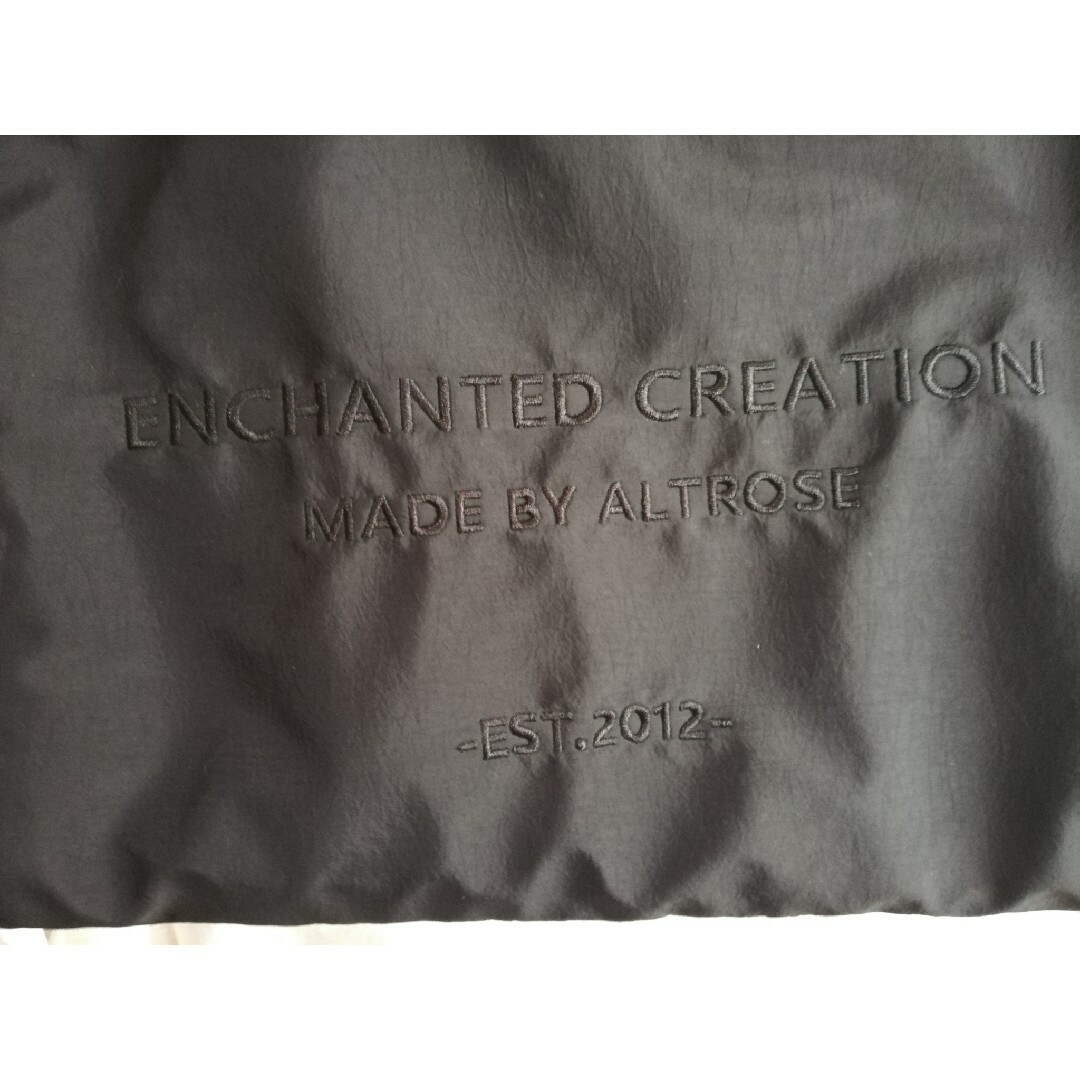 ENCHANTED CREATION
MADE BY ALTROSE
-EST.2012-